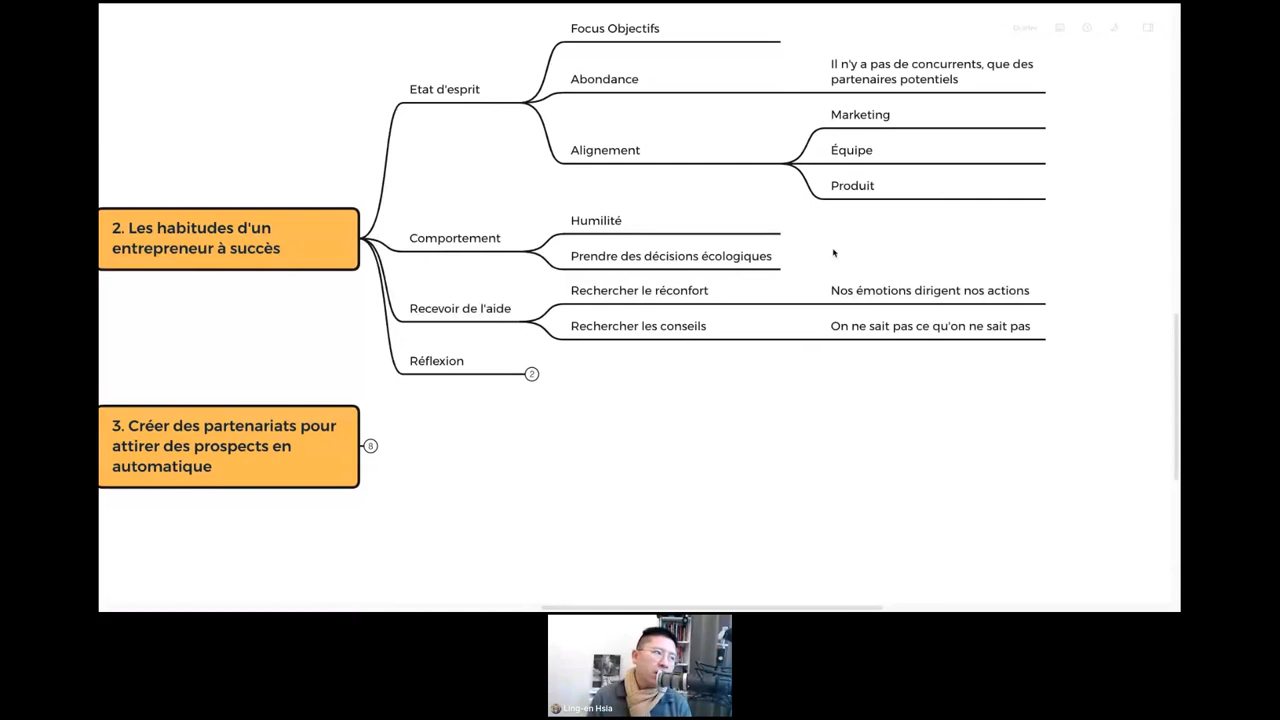 Focus Objectifs
Il n'y a pas de concurrents, que des
partenaires potentiels
Abondance
Etat d'esprit
Marketing
Alignement
Équipe
Produit
2. Les habitudes d'un
entrepreneur à succès
Humilité
Comportement
Prendre des décisions écologiques
Rechercher le réconfort
Nos émotions dirigent nos actions
Recevoir de l'aide
Rechercher les conseils
On ne sait pas ce qu'on ne sait pas
Réflexion
2
3. Créer des partenariats pour
attirer des prospects en
automatique
8
Ling-en Hsia